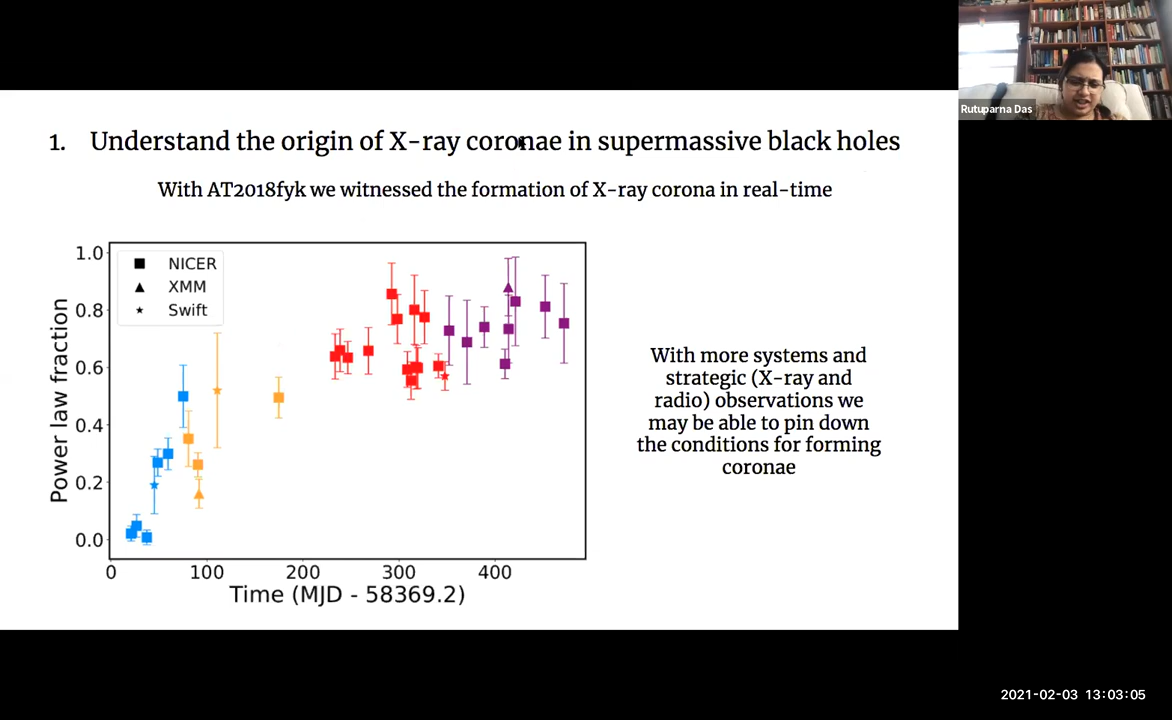 1. Understand the origin of X-ray coronae in supermassive black holes
With AT2018fyk we witnessed the formation of X-ray corona in real-time
Rutuparna Das
NICER
XMM
Swift
Power law fraction
1.0
0.8
0.6
0.4
0.2
0.0
0 100 200 300 400
Time (MJD - 58369.2)
With more systems and
strategic (X-ray and
radio) observations we
may be able to pin down
the conditions for forming
coronae
2021-02-03 13:03:05